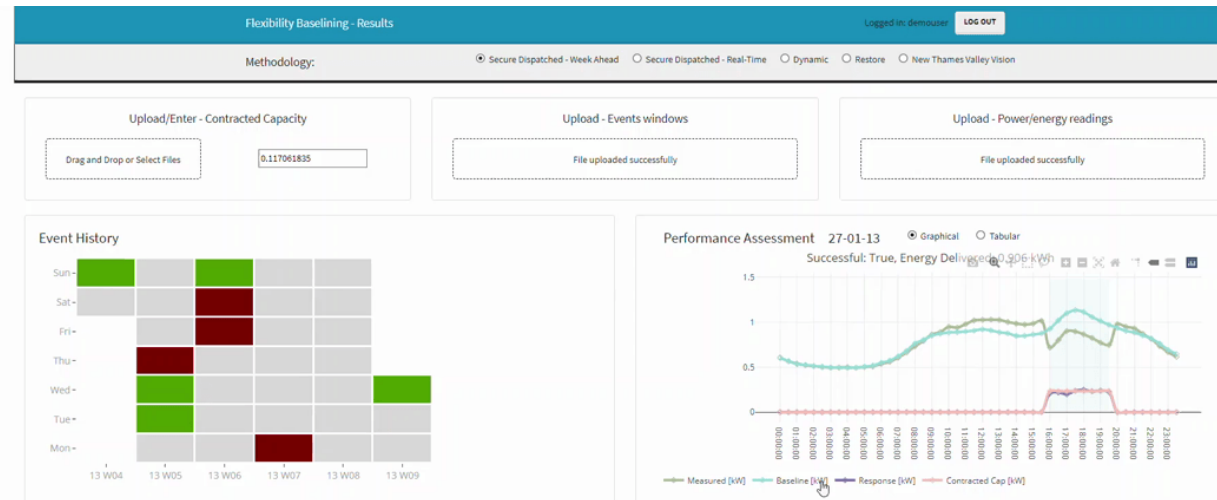 Flexibility Baselining - Results
Logged in: demouser LOG OUT
Methodology: Secure Dispatched - Week Ahead Secure Dispatched - Real-Time Dynamic Restore New Thames Valley Vision
Upload/Enter - Contracted Capacity
Drag and Drop or Select Files
0.117061835
Upload - Events windows
File uploaded successfully
Upload - Power/energy readings
File uploaded successfully
Event History
Sun
Sat
Fri
Thu
Wed
Tue
Mon
13 W04 13 W05 13 W06 13 W07 13 W08 13 W09
Performance Assessment 27-01-13 Graphical Tabular
Successful: True, Energy Delivered: 0.906 kWh
1.5
1
0.5
0
00:00:00 01:00:00 02:00:00 03:00:00 04:00:00 05:00:00 06:00:00 07:00:00 08:00:00 09:00:00 10:00:00 11:00:00 12:00:00 13:00:00 14:00:00 15:00:00 16:00:00 17:00:00 18:00:00 19:00:00 20:00:00 21:00:00 22:00:00 23:00:00
Measured [kW] Baseline [kW] Response [kW] Contracted Cap [kW]